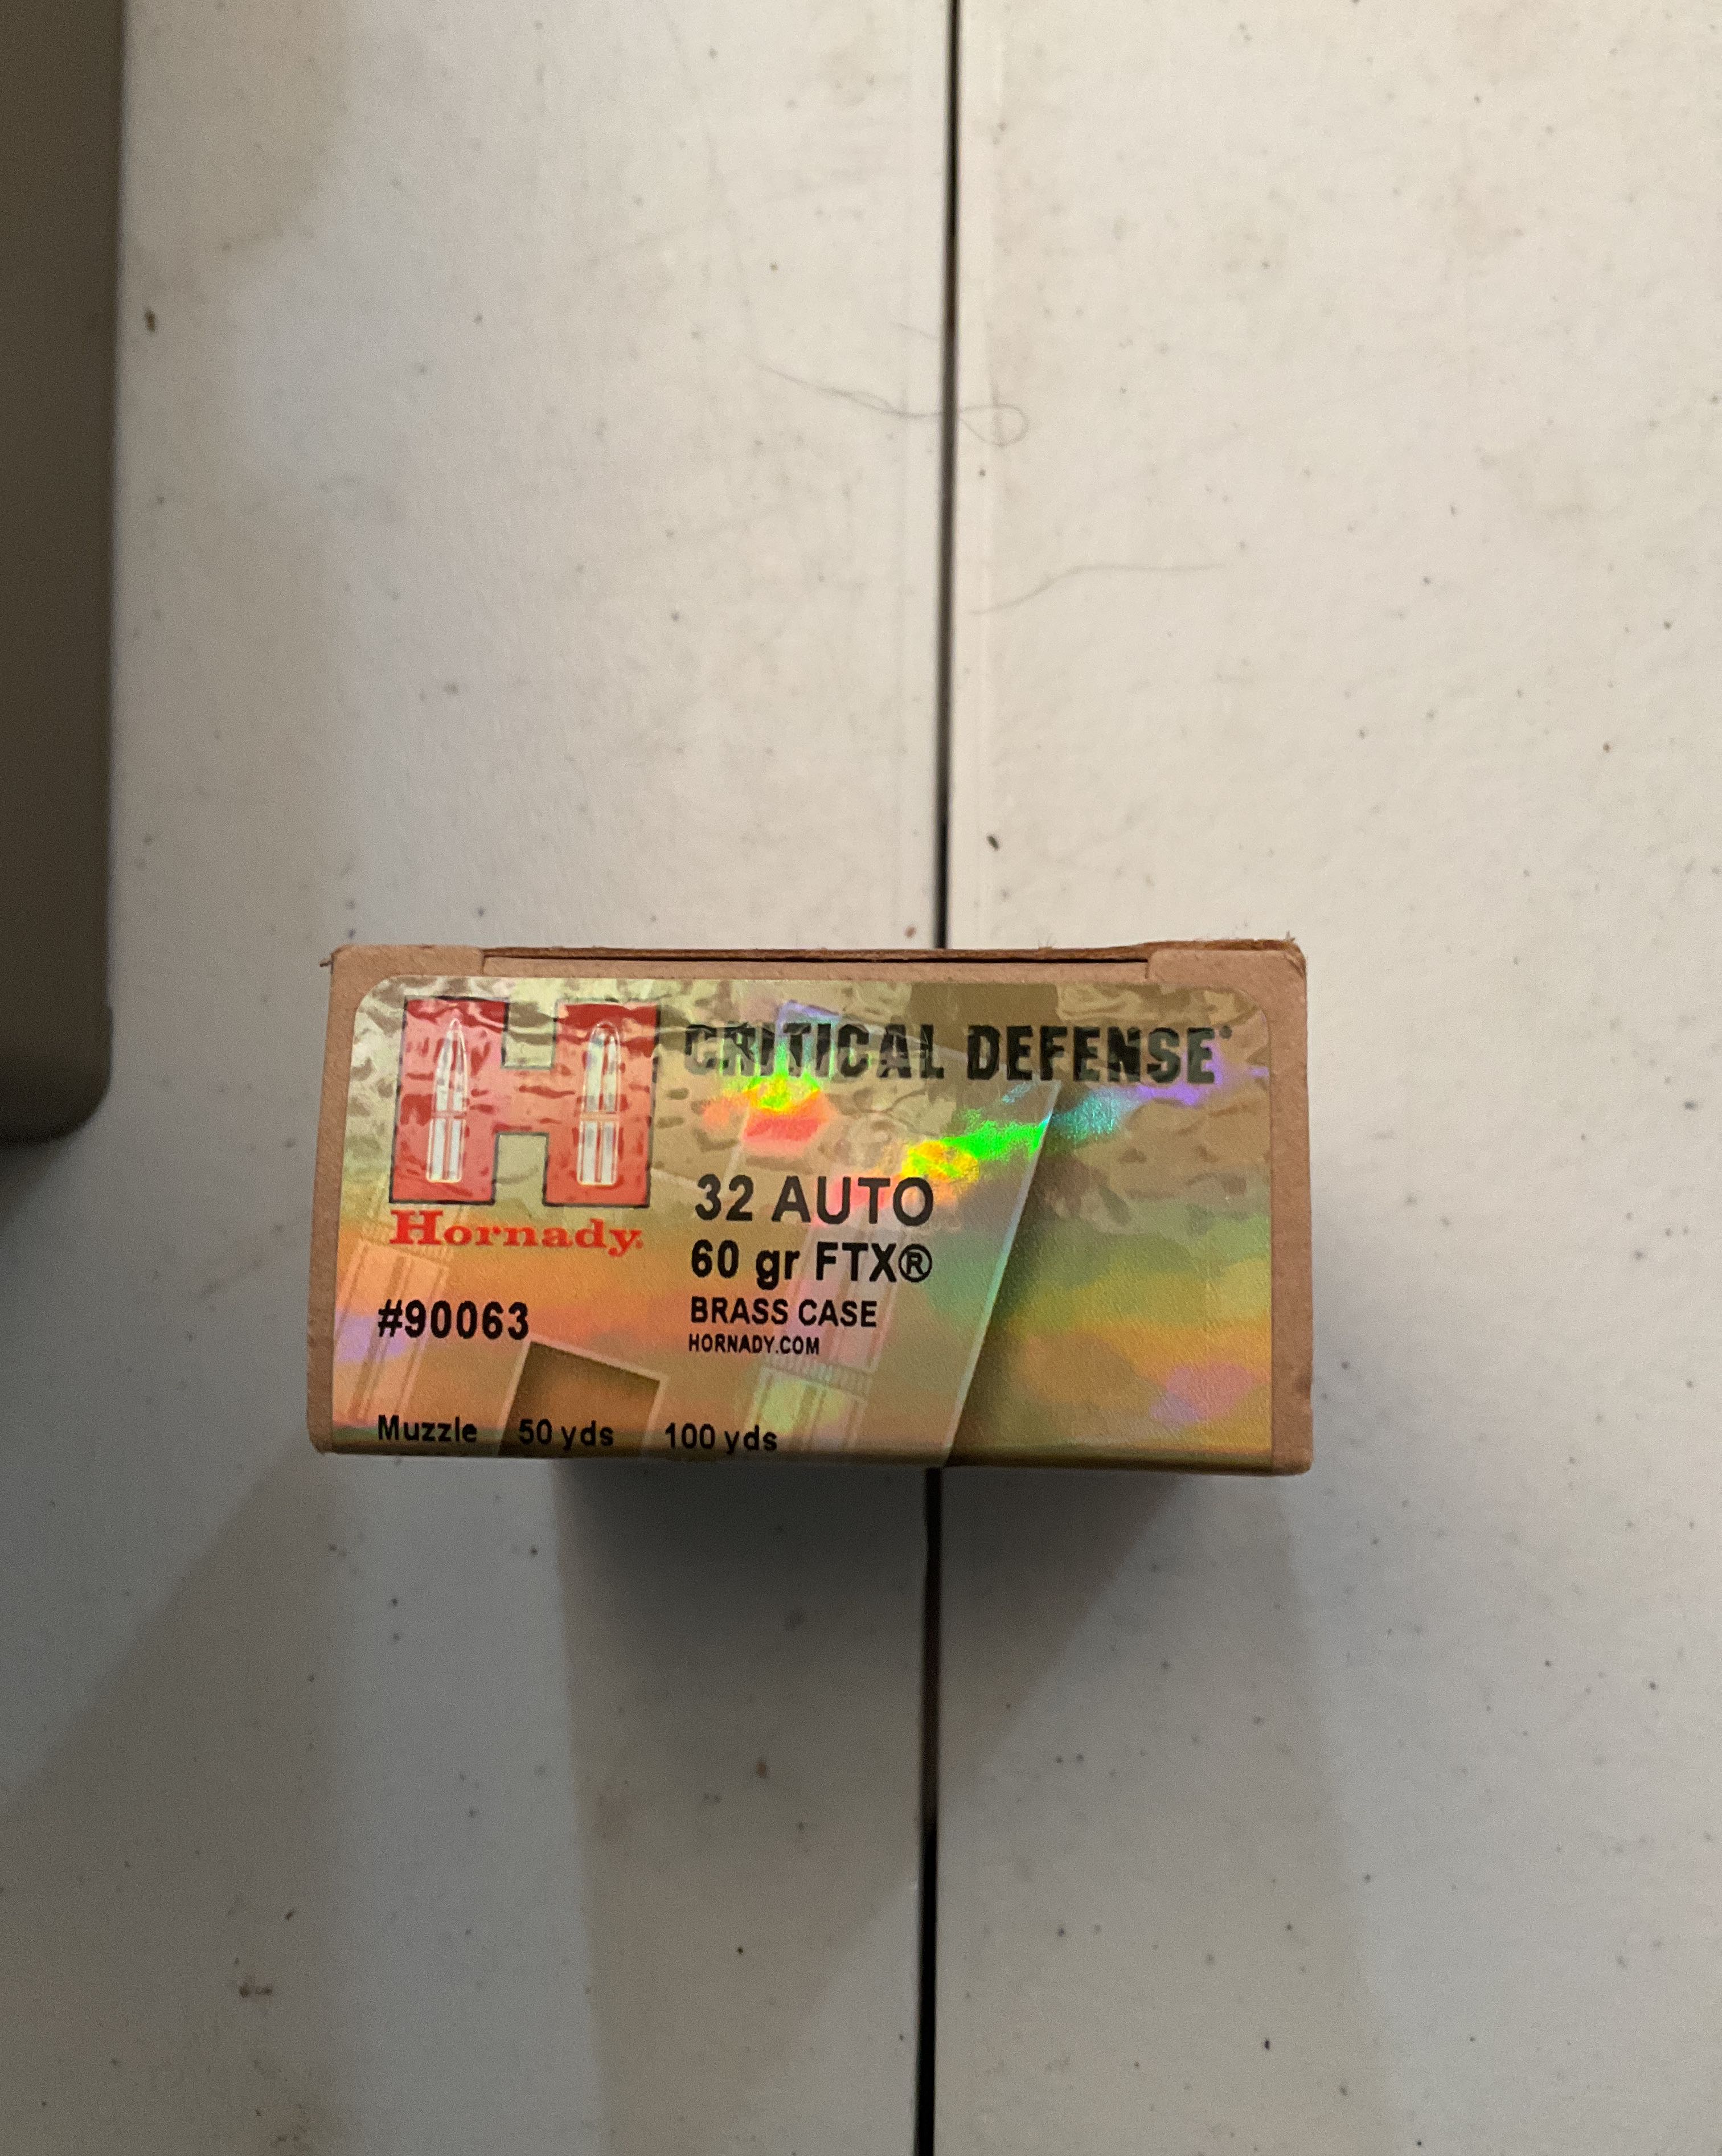 CRITICAL DEFENSE®
Hornady®
32 AUTO
60 gr FTX®
BRASS CASE
HORNADY.COM
#90063
Muzzle 50 yds 100 yds